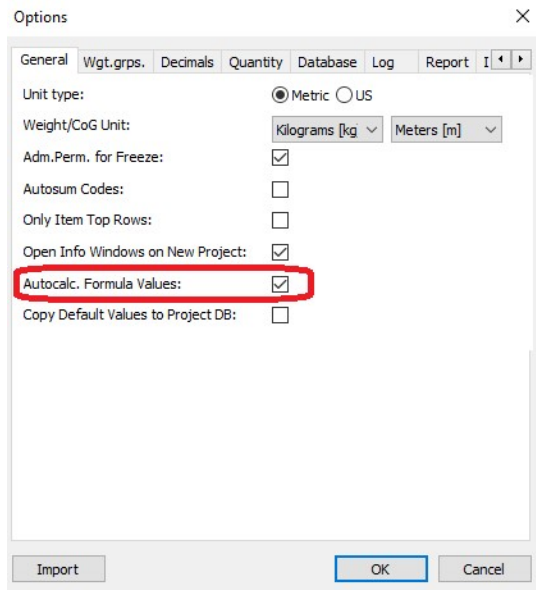 Options
General Wgt.grps. Decimals Quantity Database Log Report I
Unit type: Metric US
Weight/CoG Unit: Kilograms [kg Meters [m]
Adm.Perm. for Freeze:
Autosum Codes:
Only Item Top Rows:
Open Info Windows on New Project:
Autocalc. Formula Values:
Copy Default Values to Project DB:
Import OK Cancel